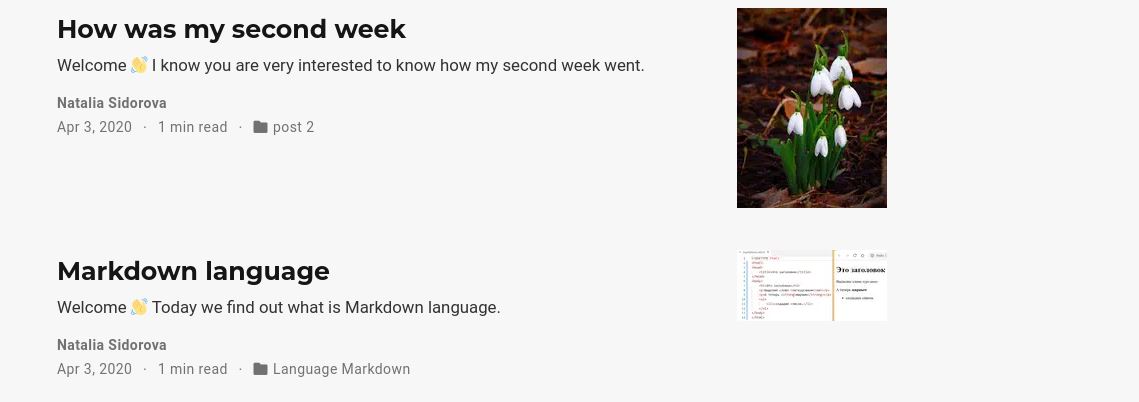 How was my second week
Welcome 👋 I know you are very interested to know how my second week went.
Natalia Sidorova
Apr 3, 2020 · 1 min read · post 2
Markdown language
Welcome 👋 Today we find out what is Markdown language.
Natalia Sidorova
Apr 3, 2020 · 1 min read · Language Markdown
Это заголовок